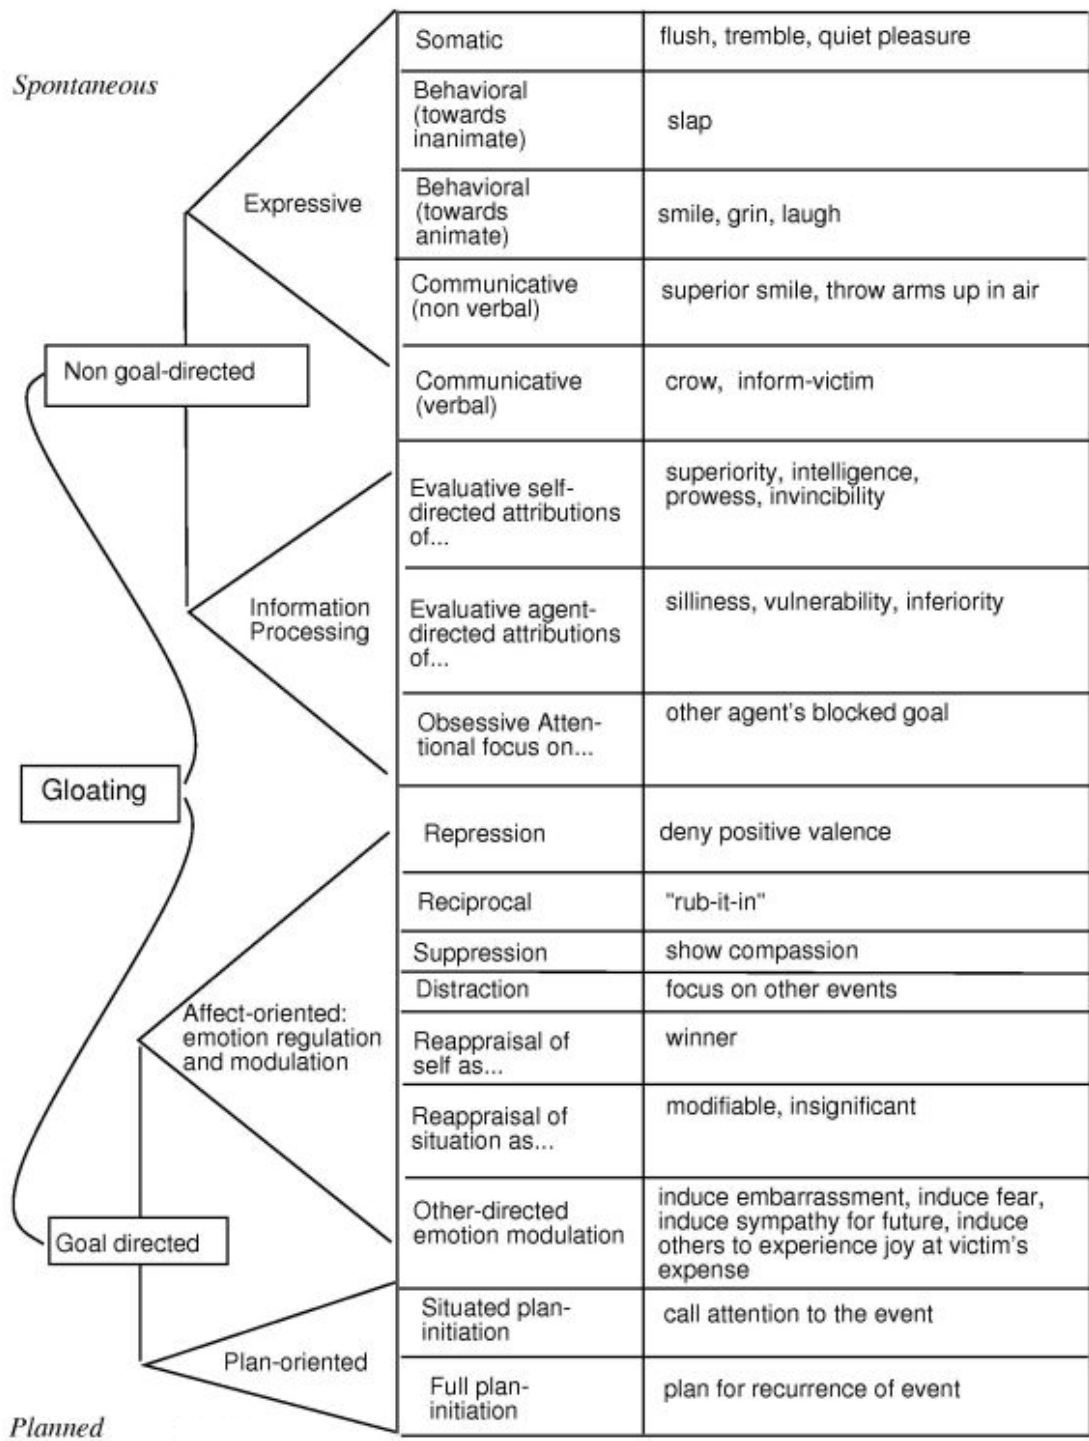 Spontaneous
Somatic
flush, tremble, quiet pleasure
Behavioral
(towards
inanimate)
slap
Expressive
Behavioral
(towards
animate)
smile, grin, laugh
Communicative
(non verbal)
superior smile, throw arms up in air
Non goal-directed
Communicative
(verbal)
crow, inform-victim
Evaluative self-
directed attributions
of...
superiority, intelligence,
prowess, invincibility
Information
Processing
Evaluative agent-
directed attributions
of...
silliness, vulnerability, inferiority
Obsessive Atten-
tional focus on...
other agent's blocked goal
Gloating
Repression
deny positive valence
Reciprocal
"rub-it-in"
Suppression
show compassion
Distraction
focus on other events
Affect-oriented:
emotion regulation
and modulation
Reappraisal of
self as...
winner
Reappraisal of
situation as...
modifiable, insignificant
Goal directed
Other-directed
emotion modulation
induce embarrassment, induce fear,
induce sympathy for future, induce
others to experience joy at victim's
expense
Situated plan-
initiation
call attention to the event
Plan-oriented
Full plan-
initiation
plan for recurrence of event
Planned